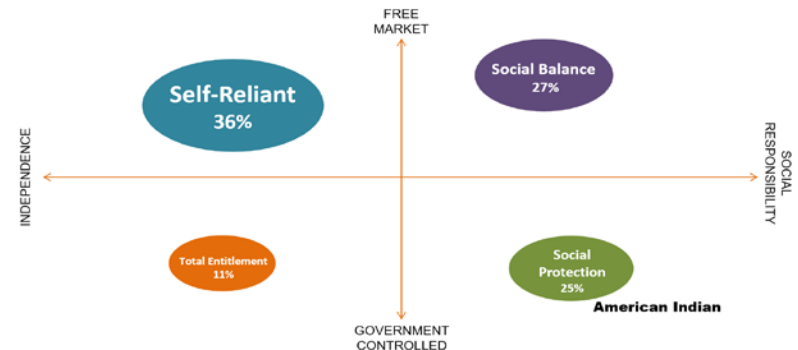 FREE
MARKET
Self-Reliant
36%
Social Balance
27%
INDEPENDENCE
SOCIAL
RESPONSIBILITY
Total Entitlement
11%
Social
Protection
25%
American Indian
GOVERNMENT
CONTROLLED